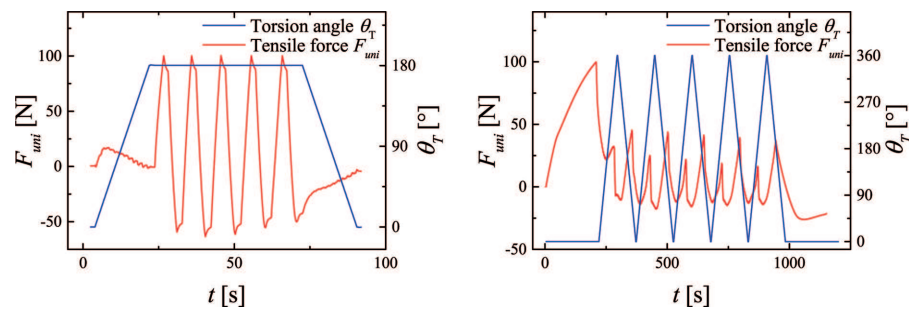 Torsion angle θT
Tensile force Funi
100
50
0
-50
180
90
0
0
50
100
Funi [N]
θT [°]
t [s]
Torsion angle θT
Tensile force Funi
100
50
0
-50
360
270
180
90
0
0
500
1000
Funi [N]
θT [°]
t [s]